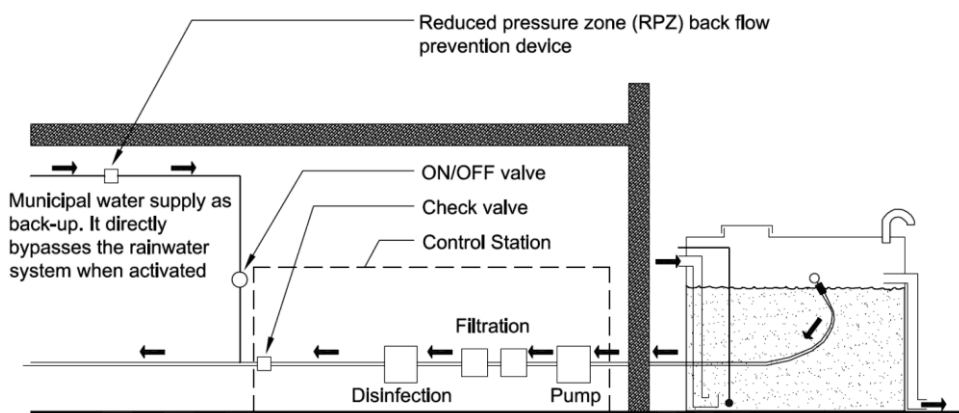 Reduced pressure zone (RPZ) back flow
prevention device
ON/OFF valve
Municipal water supply as
back-up. It directly
bypasses the rainwater
system when activated
Check valve
Control Station
Filtration
Disinfection
Pump